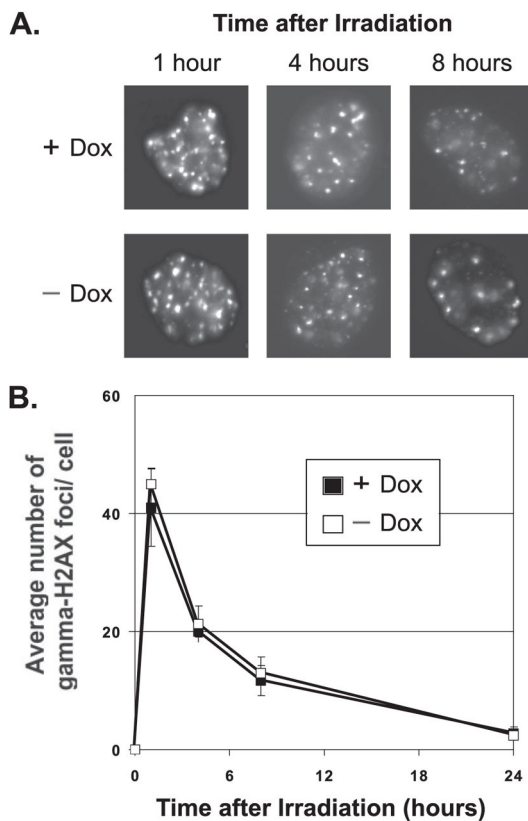 A.
Time after Irradiation
1 hour 4 hours 8 hours
+ Dox
– Dox
B.
Average number of
gamma-H2AX foci/ cell
60
40
20
0
+ Dox
– Dox
0 6 12 18 24
Time after Irradiation (hours)